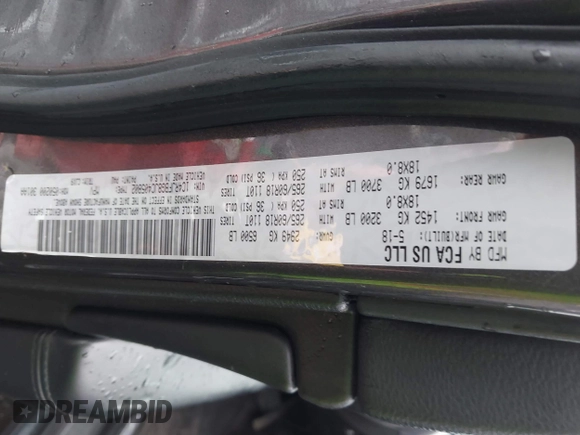 MFD BY FCA US LLC
DATE OF MFR(BUILT): 5-18
GVWR: 2949 KG 6500 LB
GAWR FRONT: 1452 KG 3200 LB WITH 265/60R18 110T TIRES
18X8.0 RIMS AT 250 KPA( 36 PSI) COLD
GAWR REAR: 1679 KG 3700 LB WITH 265/60R18 110T TIRES
18X8.0 RIMS AT 250 KPA( 36 PSI) COLD
THIS VEHICLE CONFORMS TO ALL APPLICABLE U.S.A. FEDERAL MOTOR VEHICLE SAFETY
STANDARDS IN EFFECT ON THE DATE OF MANUFACTURE SHOWN ABOVE.
VIN: TYPE: MPV
VEHICLE MADE IN U.S.A. PAINT:
DREAMBID